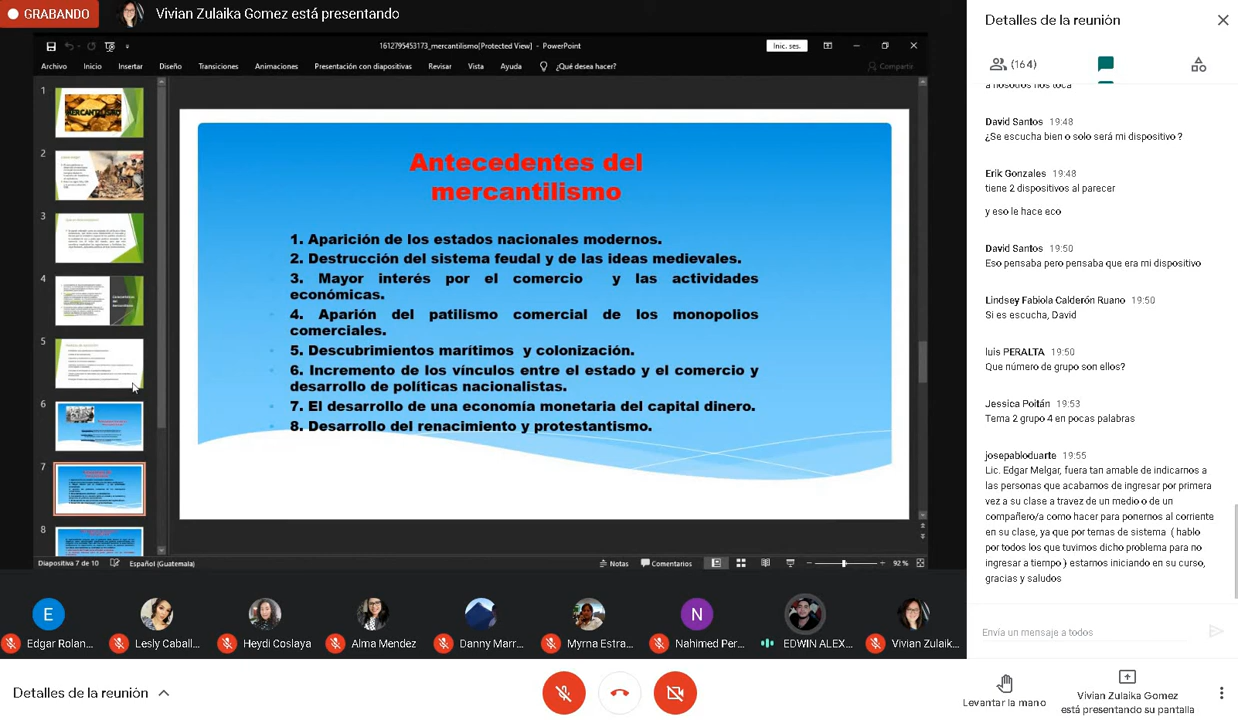 GRABANDO
Vivian Zulaika Gomez está presentando
1612795453173_mercantilismo[Protected View] - PowerPoint
Inic. ses.
Archivo Inicio Insertar Diseño Transiciones Animaciones Presentación con diapositivas Revisar Vista Ayuda ¿Qué desea hacer? Compartir
1
MERCANTILISMO
2
3
4
5
6
7
8
Antecedentes del
mercantilismo
1. Aparición de los estados nacionales modernos.
2. Destrucción del sistema feudal y de las ideas medievales.
3. Mayor interés por el comercio y las actividades
económicas.
4. Aparión del patilismo comercial de los monopolios
comerciales.
5. Descubrimientos marítimos y colonización.
6. Incremento de los vínculos entre el estado y el comercio y
desarrollo de políticas nacionalistas.
7. El desarrollo de una economía monetaria del capital dinero.
8. Desarrollo del renacimiento y protestantismo.
Diapositiva 7 de 10 Español (Guatemala) Notas Comentarios 92 %
E
N
Edgar Rolan... Lesly Caball... Heydi Coslaya Alma Mendez Danny Marr... Myrna Estra... Nahimed Per... EDWIN ALEX... Vivian Zulaik...
Detalles de la reunión
Detalles de la reunión
(164)
a nosotros nos toca
David Santos 19:48
¿Se escucha bien o solo será mi dispositivo ?
Erik Gonzales 19:48
tiene 2 dispositivos al parecer
y eso le hace eco
David Santos 19:50
Eso pensaba pero pensaba que era mi dispositivo
Lindsey Fabiola Calderón Ruano 19:50
Si es escucha, David
luis PERALTA 19:50
Que número de grupo son ellos?
Jessica Poitán 19:53
Tema 2 grupo 4 en pocas palabras
josepabloduarte 19:55
Lic. Edgar Melgar, fuera tan amable de indicarnos a
las personas que acabamos de ingresar por primera
vez a su clase a travez de un medio o de un
compañero/a como hacer para ponernos al corriente
en su clase, ya que por temas de sistema ( hablo
por todos los que tuvimos dicho problema para no
ingresar a tiempo ) estamos iniciando en su curso,
gracias y saludos
Envía un mensaje a todos
Levantar la mano
Vivian Zulaika Gomez
está presentando su pantalla